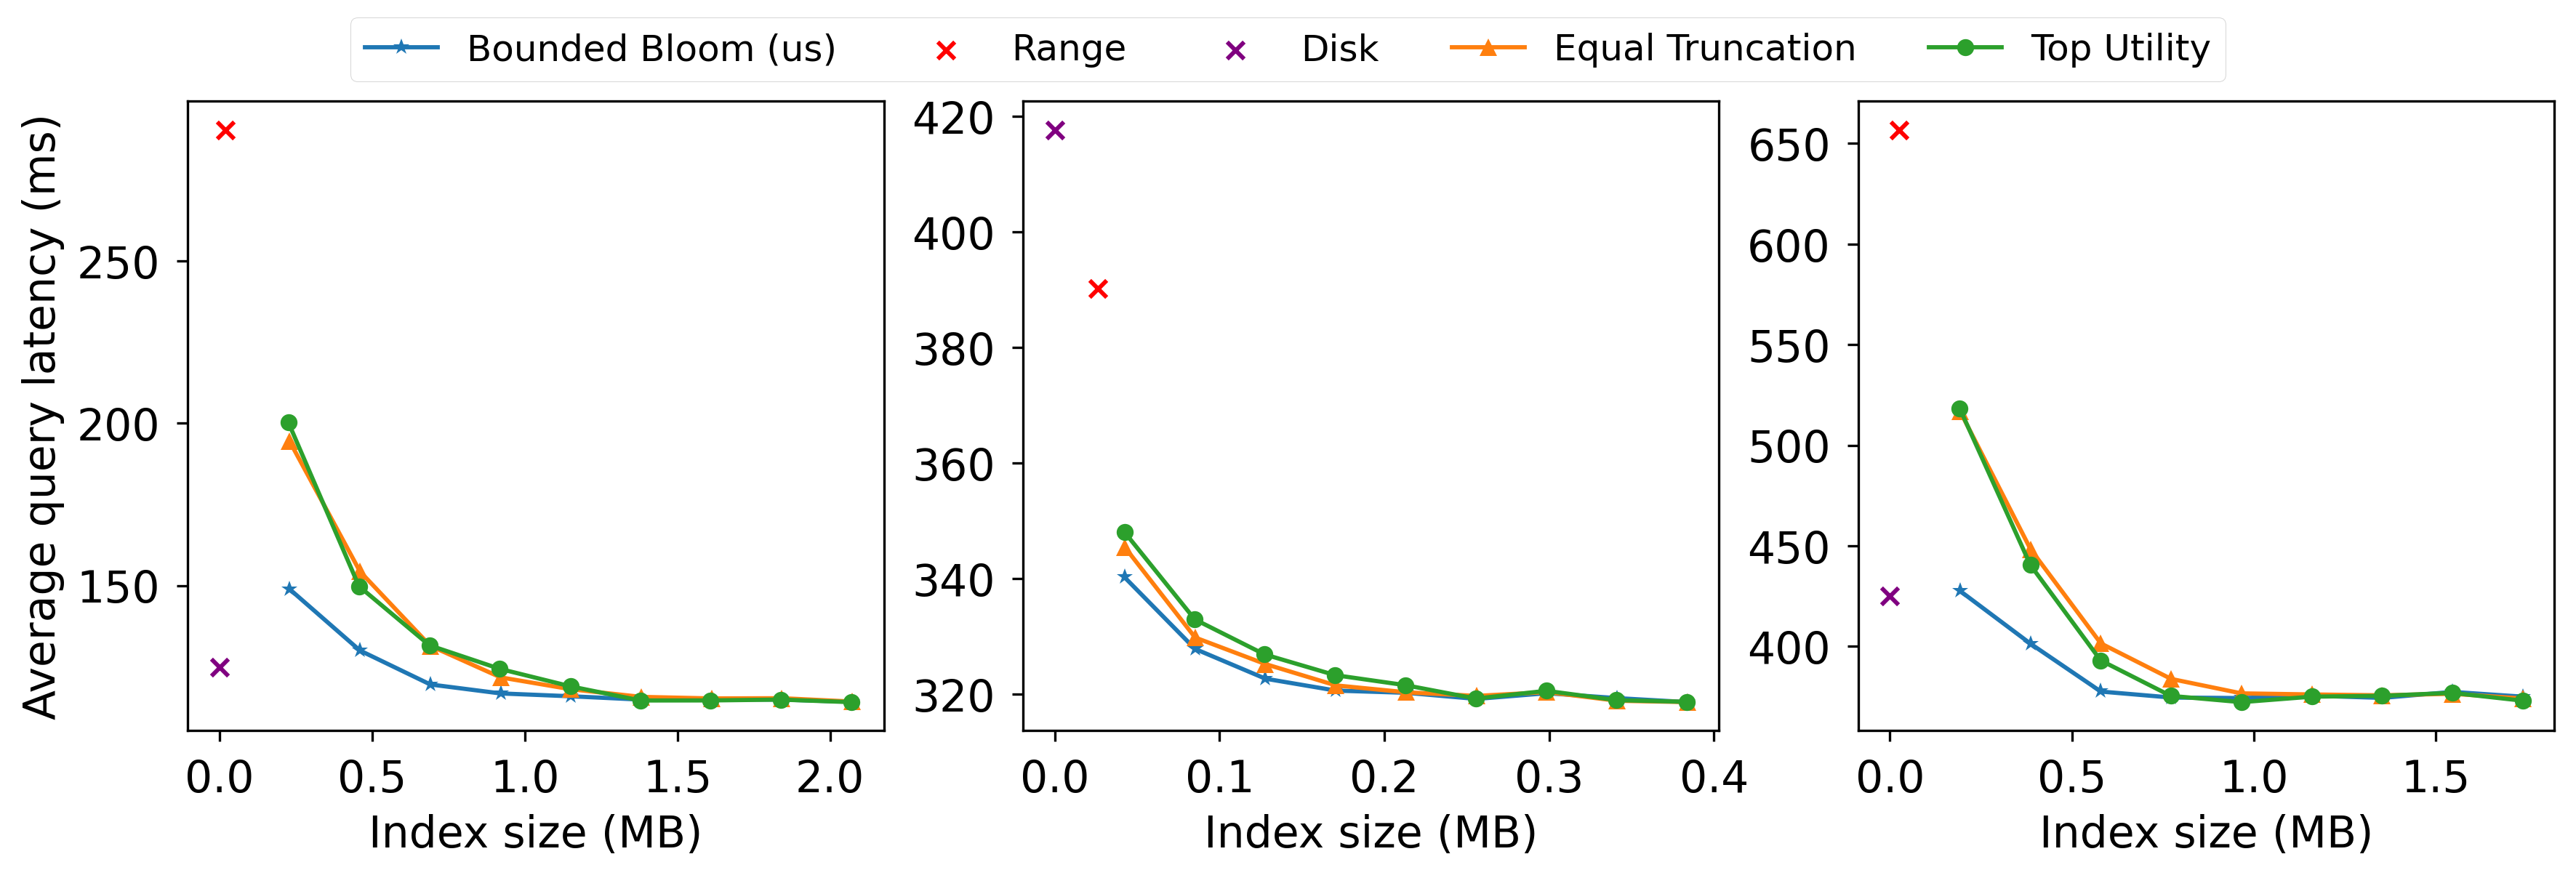 Bounded Bloom (us) Range Disk Equal Truncation Top Utility
Average query latency (ms)
250
200
150
0.0 0.5 1.0 1.5 2.0
Index size (MB)
420
400
380
360
340
320
0.0 0.1 0.2 0.3 0.4
Index size (MB)
650
600
550
500
450
400
0.0 0.5 1.0 1.5
Index size (MB)